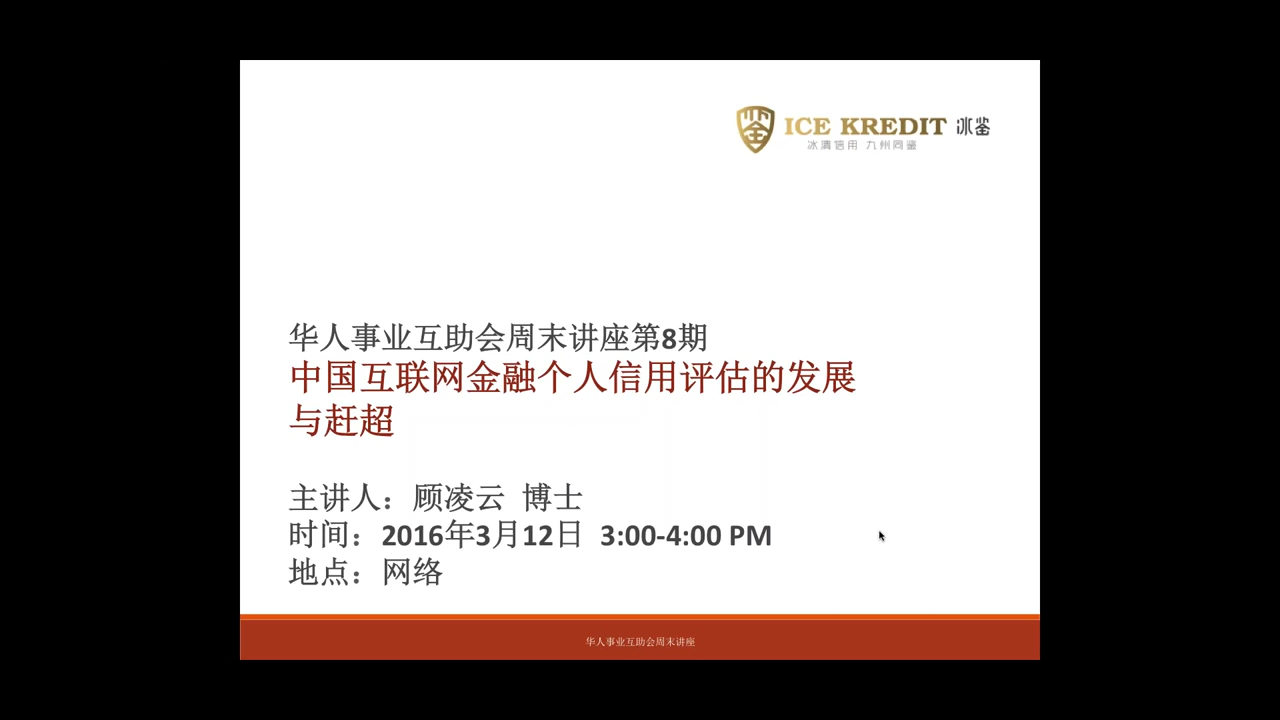 ICE KREDIT 冰鉴
冰清信用 九州同鉴
华人事业互助会周末讲座第8期
中国互联网金融个人信用评估的发展
与赶超
主讲人：顾凌云 博士
时间：2016年3月12日 3:00-4:00 PM
地点：网络
华人事业互助会周末讲座